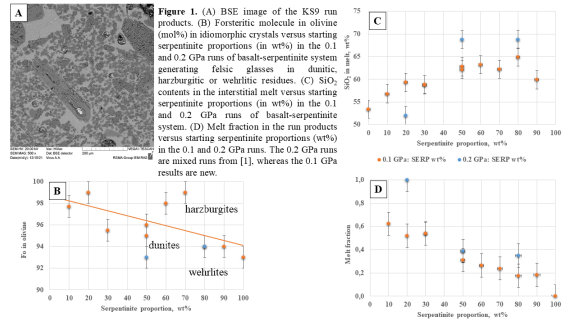 A
Figure 1. (A) BSE image of the KS9 run
products. (B) Forsteritic molecule in olivine
(mol%) in idiomorphic crystals versus starting
serpentinite proportions (in wt%) in the 0.1
and 0.2 GPa runs of basalt-serpentinite system
generating felsic glasses in dunitic,
harzburgitic or wehrlitic residues. (C) SiO2
contents in the interstitial melt versus starting
serpentinite proportions (in wt%) in the 0.1
and 0.2 GPa runs of basalt-serpentinite
system. (D) Melt fraction in the run products
versus starting serpentinite proportions (wt%)
in the 0.1 and 0.2 GPa runs. The 0.2 GPa runs
are mixed runs from [1], whereas the 0.1 GPa
results are new.
B
Fo in olivine
100
98
96
94
92
90
harzburgites
dunites
wehrlites
0 10 20 30 40 50 60 70 80 90 100
Serpentinite proportion, wt%
C
SiO2 in melt, wt%
75
70
65
60
55
50
45
0 10 20 30 40 50 60 70 80 90 100
Serpentinite proportion, wt%
0.1 GPa: SERP wt% 0.2 GPa: SERP wt%
D
Melt fraction
1,0
0,8
0,6
0,4
0,2
0,0
0 10 20 30 40 50 60 70 80 90 100
Serpentinite proportion, wt%